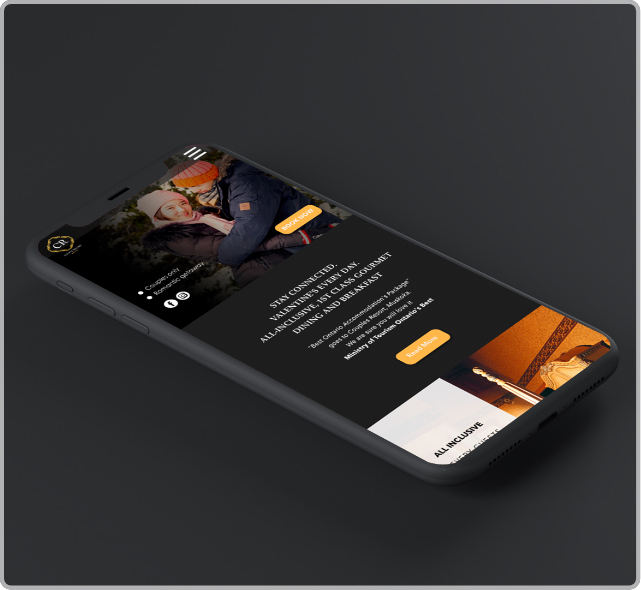 CR
Couples only
Romantic getaway
BOOK NOW
STAY CONNECTED.
VALENTINE'S EVERY DAY.
ALL-INCLUSIVE, 1ST CLASS GOURMET
DINING AND BREAKFAST
"Best Ontario Accommodation's Package"
goes to Couples Resort, Muskoka.
We are sure you will love it
Ministry of Tourism Ontario's Best
Read More
ALL INCLUSIVE